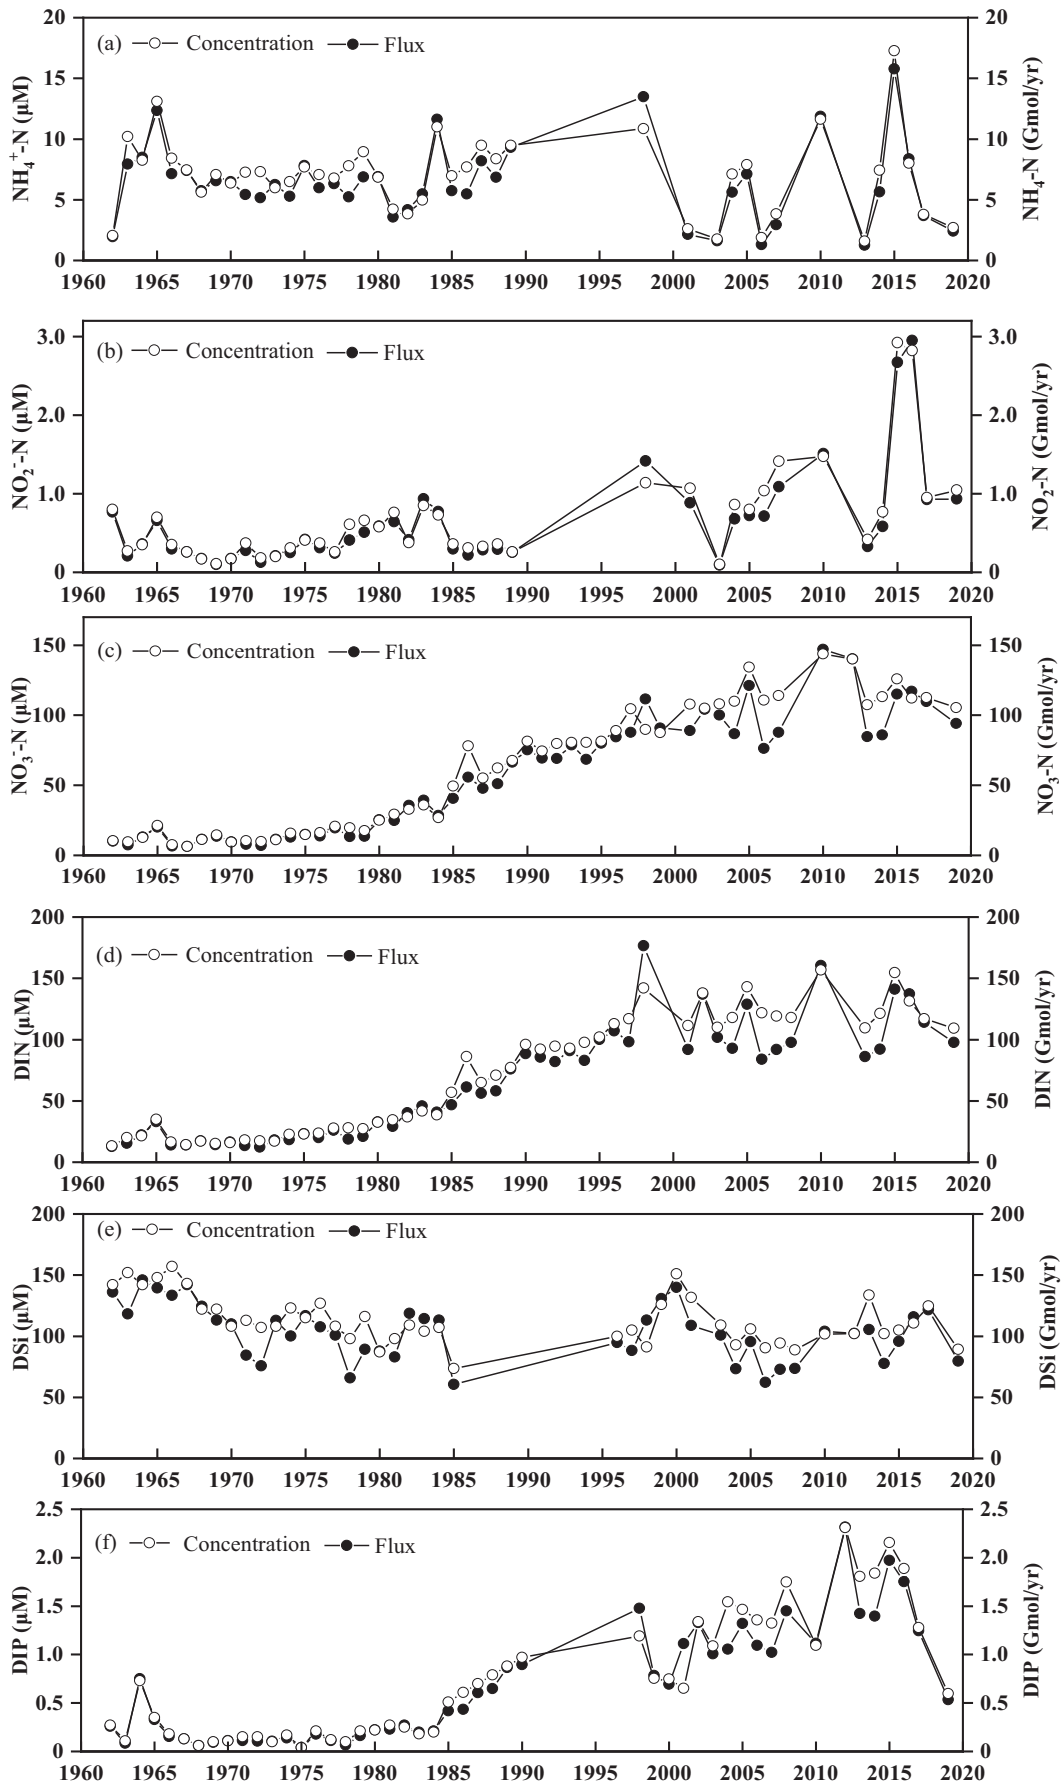 (a) Concentration Flux
NH₄⁺-N (μM)
NH₄-N (Gmol/yr)
20 20
15 15
10 10
5 5
0 0
1960 1965 1970 1975 1980 1985 1990 1995 2000 2005 2010 2015 2020
(b) Concentration Flux
NO₂⁻-N (μM)
NO₂-N (Gmol/yr)
3.0 3.0
2.0 2.0
1.0 1.0
0 0
1960 1965 1970 1975 1980 1985 1990 1995 2000 2005 2010 2015 2020
(c) Concentration Flux
NO₃⁻-N (μM)
NO₃-N (Gmol/yr)
150 150
100 100
50 50
0 0
1960 1965 1970 1975 1980 1985 1990 1995 2000 2005 2010 2015 2020
(d) Concentration Flux
DIN (μM)
DIN (Gmol/yr)
200 200
150 150
100 100
50 50
0 0
1960 1965 1970 1975 1980 1985 1990 1995 2000 2005 2010 2015 2020
(e) Concentration Flux
DSi (μM)
DSi (Gmol/yr)
200 200
150 150
100 100
50 50
0 0
1960 1965 1970 1975 1980 1985 1990 1995 2000 2005 2010 2015 2020
(f) Concentration Flux
DIP (μM)
DIP (Gmol/yr)
2.5 2.5
2.0 2.0
1.5 1.5
1.0 1.0
0.5 0.5
0 0
1960 1965 1970 1975 1980 1985 1990 1995 2000 2005 2010 2015 2020